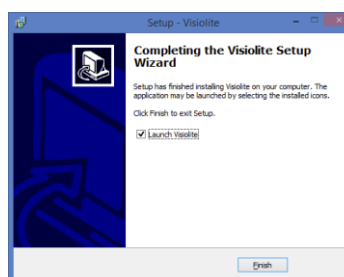 Setup - Visiolite
Completing the Visiolite Setup
Wizard
Setup has finished installing Visiolite on your computer. The
application may be launched by selecting the installed icons.
Click Finish to exit Setup.
Launch Visiolite
Finish